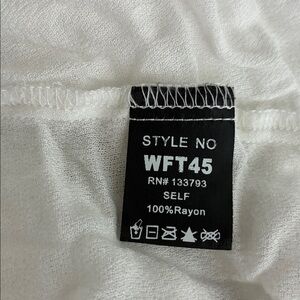 STYLE NO
WFT45
RN# 133793
SELF
100%Rayon